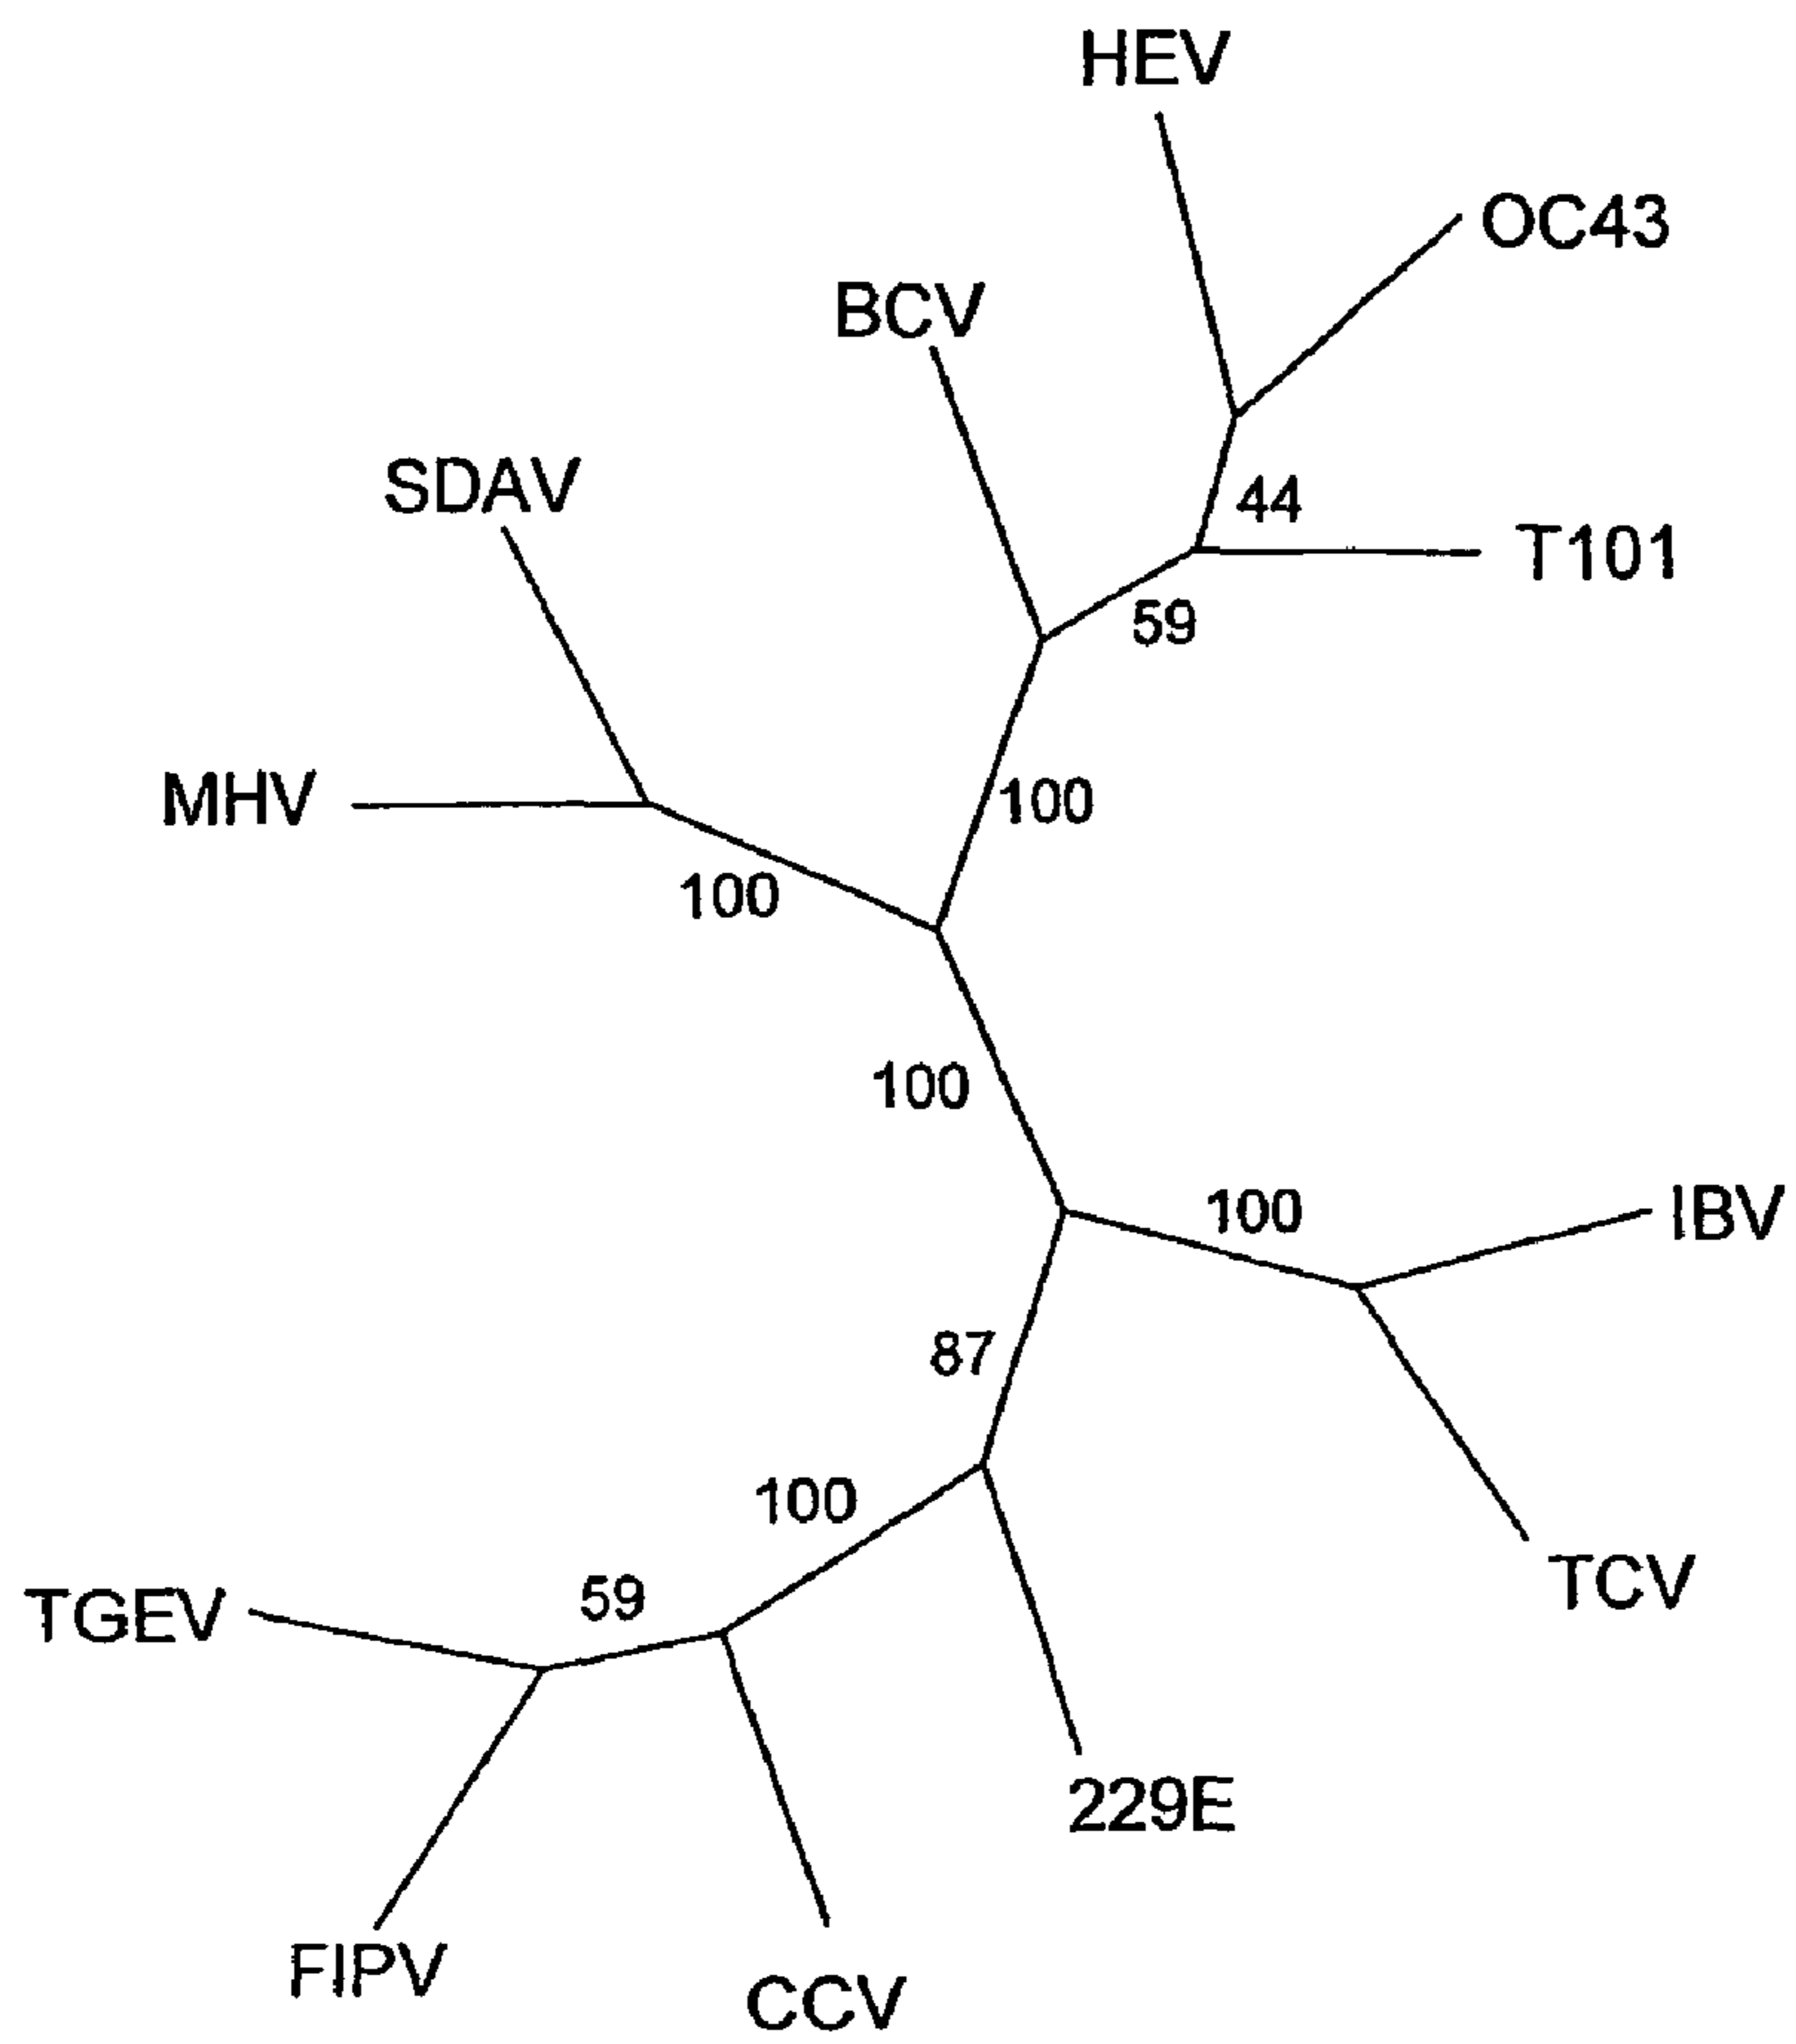 HEV
OC43
BCV
SDAV
44
T101
59
MHV
100
100
100
100
IBV
87
100
TCV
59
TGEV
229E
FIPV
CCV